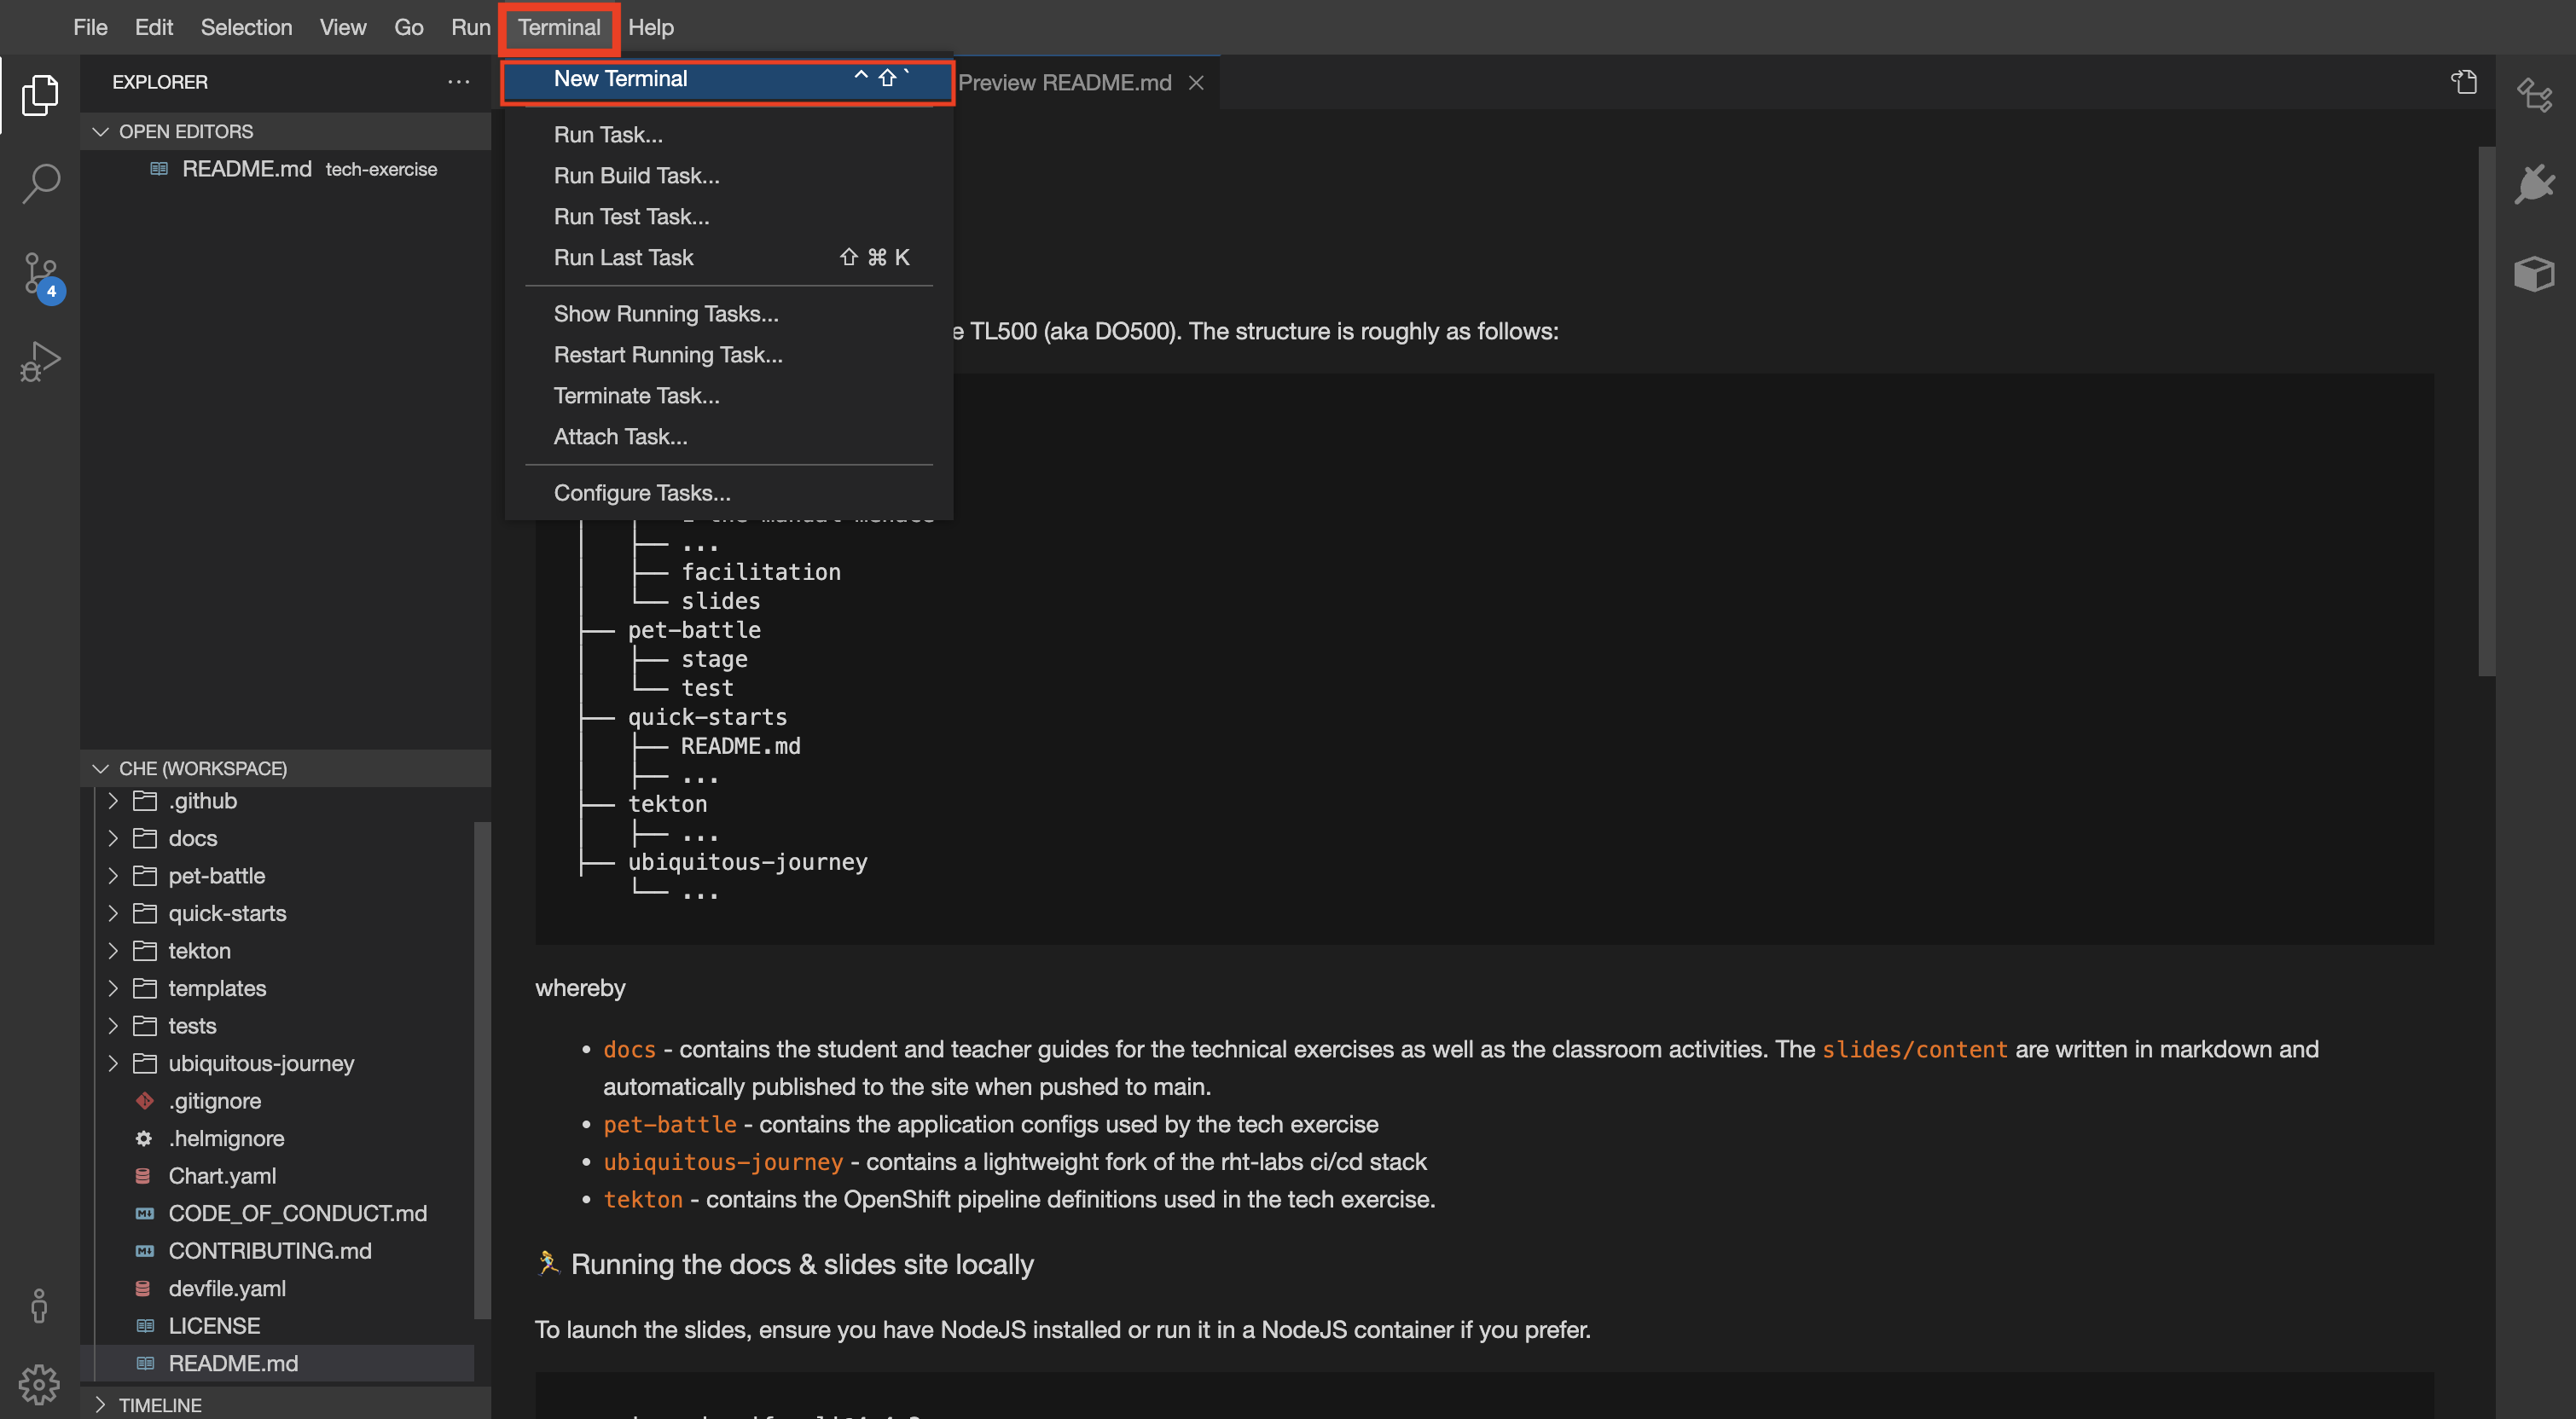 File Edit Selection View Go Run Terminal Help
EXPLORER
OPEN EDITORS
README.md tech-exercise
4
New Terminal ^ ⇧ `
Run Task...
Run Build Task...
Run Test Task...
Run Last Task ⇧ ⌘ K
Show Running Tasks...
Restart Running Task...
Terminate Task...
Attach Task...
Configure Tasks...
Preview README.md
TL500 (aka DO500). The structure is roughly as follows:
├── ...
├── facilitation
└── slides
├── pet-battle
├── stage
└── test
├── quick-starts
├── README.md
├── ...
├── tekton
├── ...
├── ubiquitous-journey
└── ...
whereby
• docs - contains the student and teacher guides for the technical exercises as well as the classroom activities. The slides/content are written in markdown and
automatically published to the site when pushed to main.
• pet-battle - contains the application configs used by the tech exercise
• ubiquitous-journey - contains a lightweight fork of the rht-labs ci/cd stack
• tekton - contains the OpenShift pipeline definitions used in the tech exercise.
🏃 Running the docs & slides site locally
To launch the slides, ensure you have NodeJS installed or run it in a NodeJS container if you prefer.
CHE (WORKSPACE)
.github
docs
pet-battle
quick-starts
tekton
templates
tests
ubiquitous-journey
.gitignore
.helmignore
Chart.yaml
CODE_OF_CONDUCT.md
CONTRIBUTING.md
devfile.yaml
LICENSE
README.md
TIMELINE